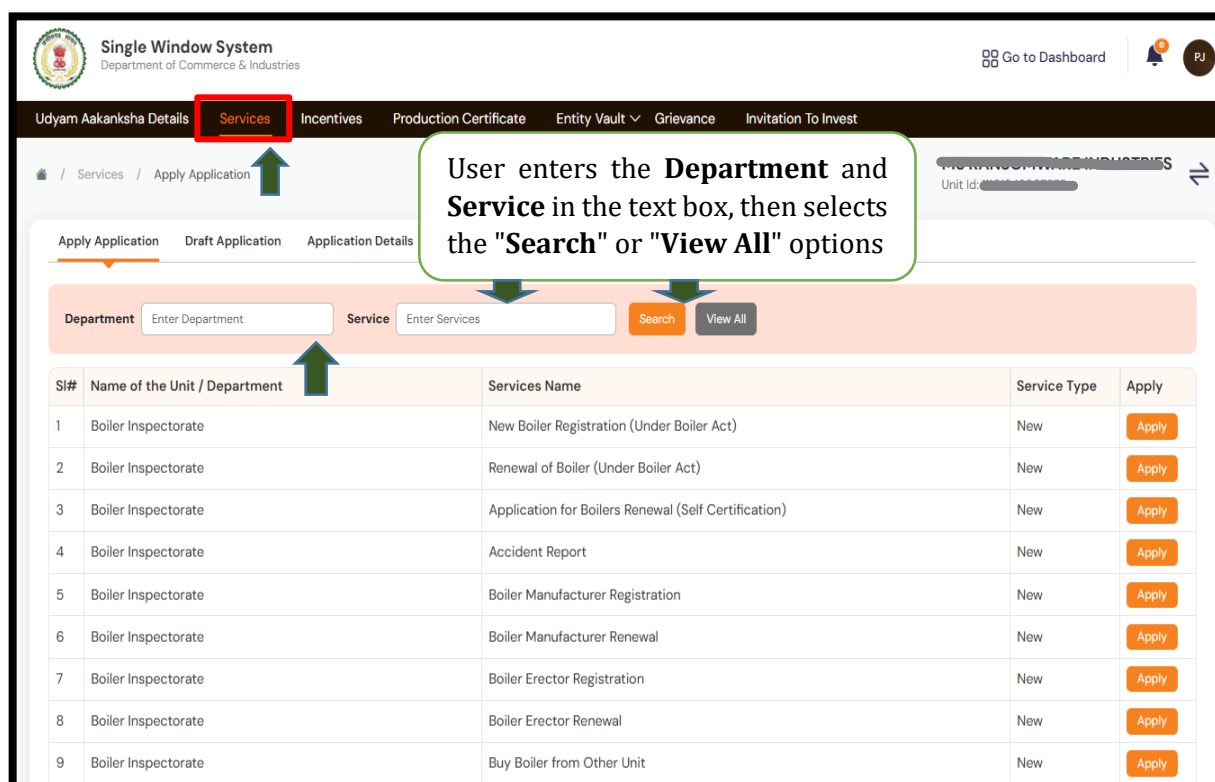 Single Window System
Department of Commerce & Industries
Go to Dashboard
0
PJ
Udyam Aakanksha Details Services Incentives Production Certificate Entity Vault Grievance Invitation To Invest
/ Services / Apply Application
Unit Id:
User enters the Department and
Service in the text box, then selects
the "Search" or "View All" options
Apply Application Draft Application Application Details
Department Enter Department Service Enter Services Search View All
Sl# Name of the Unit / Department Services Name Service Type Apply
1 Boiler Inspectorate New Boiler Registration (Under Boiler Act) New Apply
2 Boiler Inspectorate Renewal of Boiler (Under Boiler Act) New Apply
3 Boiler Inspectorate Application for Boilers Renewal (Self Certification) New Apply
4 Boiler Inspectorate Accident Report New Apply
5 Boiler Inspectorate Boiler Manufacturer Registration New Apply
6 Boiler Inspectorate Boiler Manufacturer Renewal New Apply
7 Boiler Inspectorate Boiler Erector Registration New Apply
8 Boiler Inspectorate Boiler Erector Renewal New Apply
9 Boiler Inspectorate Buy Boiler from Other Unit New Apply